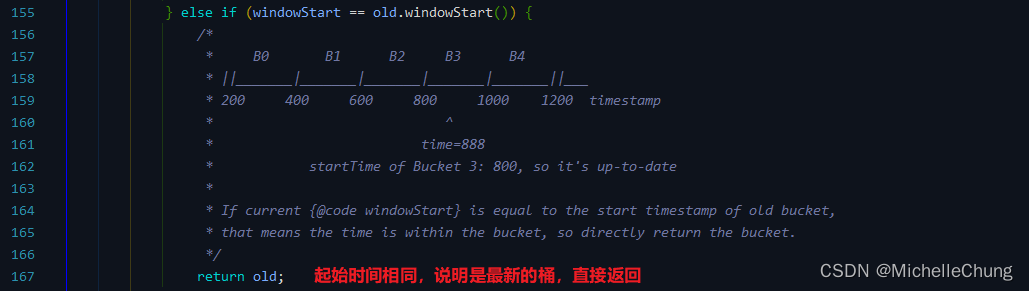 155 } else if (windowStart == old.windowStart()) {
156 /*
157 * B0 B1 B2 B3 B4
158 * ||_______|_______|_______|_______|_______||___
159 * 200 400 600 800 1000 1200 timestamp
160 * ^
161 * time=888
162 * startTime of Bucket 3: 800, so it's up-to-date
163 *
164 * If current {@code windowStart} is equal to the start timestamp of old bucket,
165 * that means the time is within the bucket, so directly return the bucket.
166 */
167 return old; 起始时间相同，说明是最新的桶，直接返回
CSDN @MichelleChung